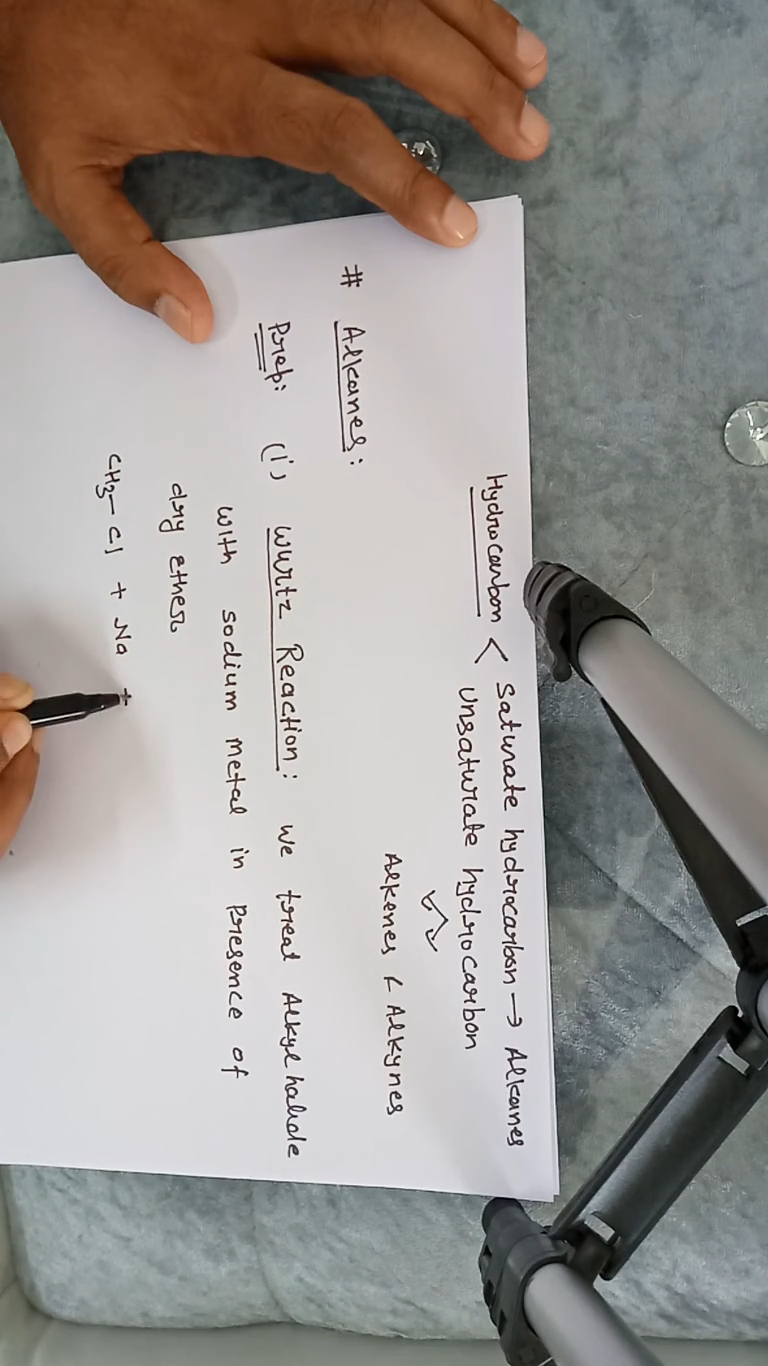 Hydrocarbon < Saturate hydrocarbon → Alkanes
Unsaturate hydrocarbon
Alkenes & Alkynes
# Alkanes:
Prep: (1) Wurtz Reaction: We treat Alkyl halide
with sodium metal in presence of
dry ether
CH3-Cl + Na +